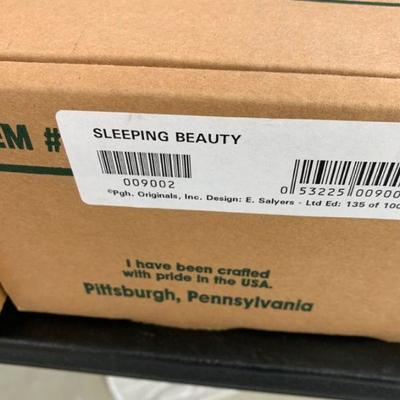 EM #
SLEEPING BEAUTY
009002
0 53225 00900
©Pgh. Originals, Inc. Design: E. Salyers - Ltd Ed: 135 of 100
I have been crafted
with pride in the USA.
Pittsburgh, Pennsylvania